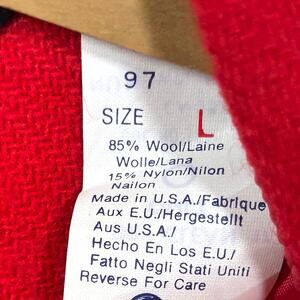 97
SIZE L
85% Wool/Laine
Wolle/Lana
15% Nylon/Nilon
Nailon
Made in U.S.A./Fabrique
Aux E.U./Hergestellt
Aus U.S.A./
Hecho En Los E.U./
Fatto Negli Stati Uniti
Reverse For Care